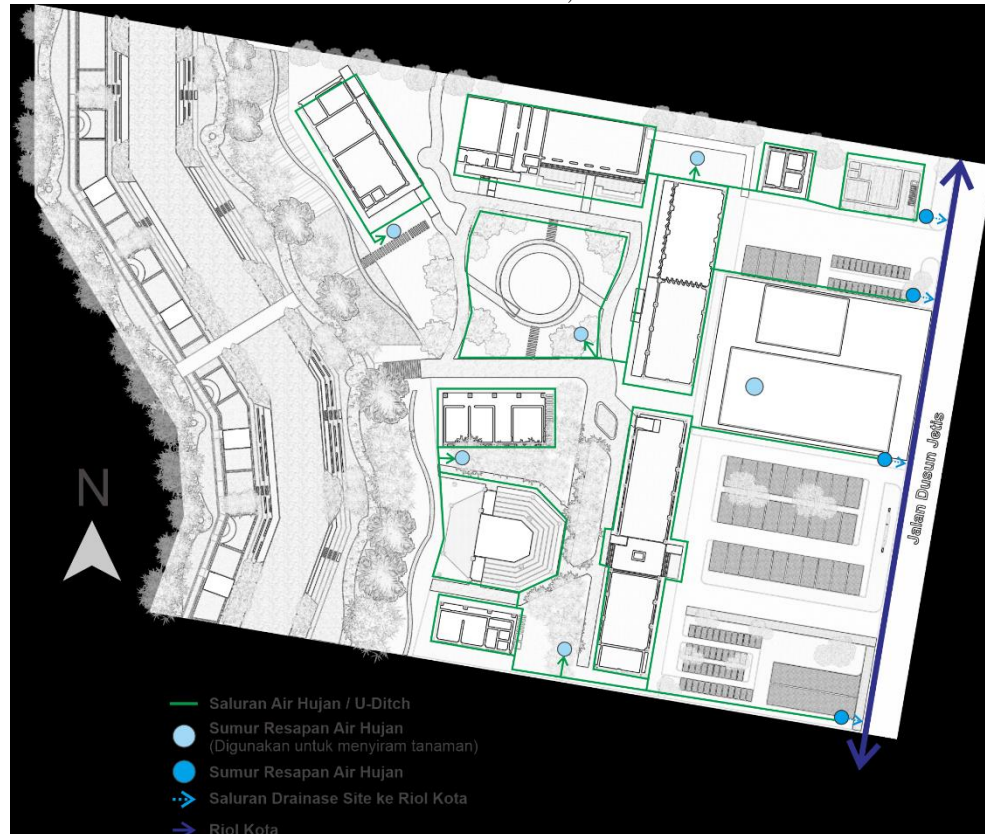 Jalan Dusun Jetis
N
Saluran Air Hujan / U-Ditch
Sumur Resapan Air Hujan
(Digunakan untuk menyiram tanaman)
Sumur Resapan Air Hujan
Saluran Drainase Site ke Riol Kota
Riol Kota